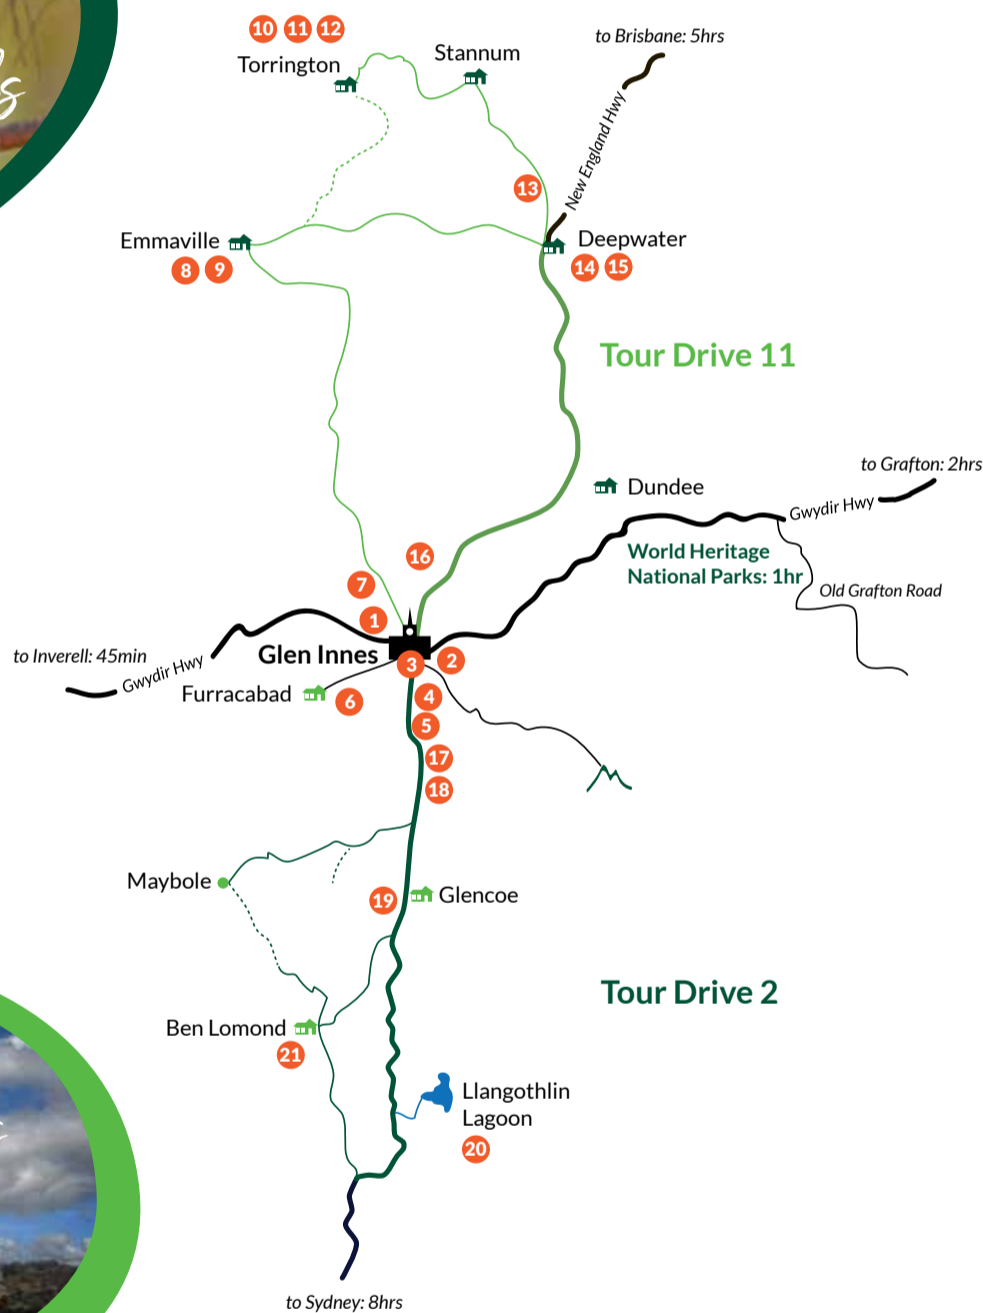 10 11 12
to Brisbane: 5hrs
Torrington
Stannum
New England Hwy
13
Emmaville
8 9
Deepwater
14 15
Tour Drive 11
to Grafton: 2hrs
Dundee
Gwydir Hwy
16
World Heritage
National Parks: 1hr
7
Old Grafton Road
1
Glen Innes
to Inverell: 45min
3
2
Gwydir Hwy
Furracabad
6
4
5
17
18
Maybole
19
Glencoe
Tour Drive 2
Ben Lomond
21
Llangothlin
Lagoon
20
to Sydney: 8hrs